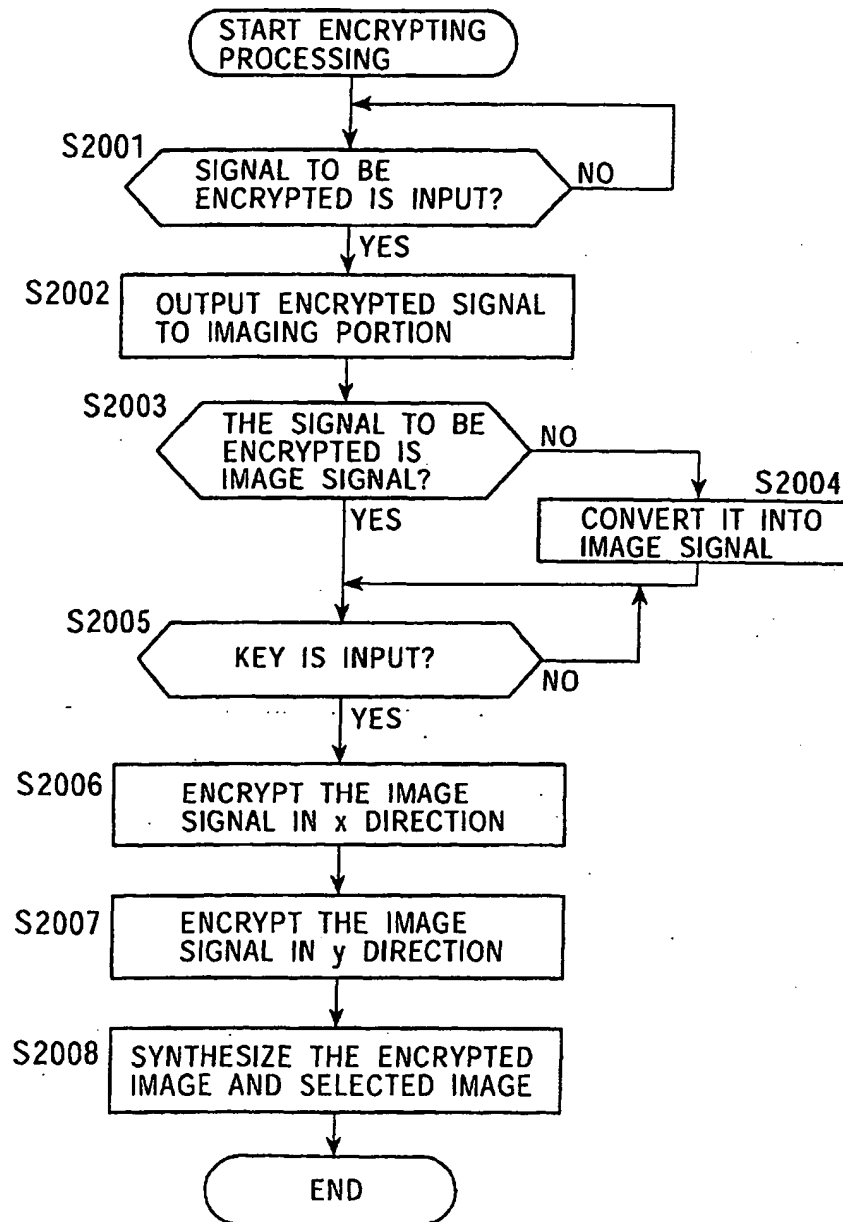 START ENCRYPTING
PROCESSING
S2001
SIGNAL TO BE
ENCRYPTED IS INPUT?
NO
YES
S2002
OUTPUT ENCRYPTED SIGNAL
TO IMAGING PORTION
S2003
THE SIGNAL TO BE
ENCRYPTED IS
IMAGE SIGNAL?
NO
YES
S2004
CONVERT IT INTO
IMAGE SIGNAL
S2005
KEY IS INPUT?
NO
YES
S2006
ENCRYPT THE IMAGE
SIGNAL IN x DIRECTION
S2007
ENCRYPT THE IMAGE
SIGNAL IN y DIRECTION
S2008
SYNTHESIZE THE ENCRYPTED
IMAGE AND SELECTED IMAGE
END